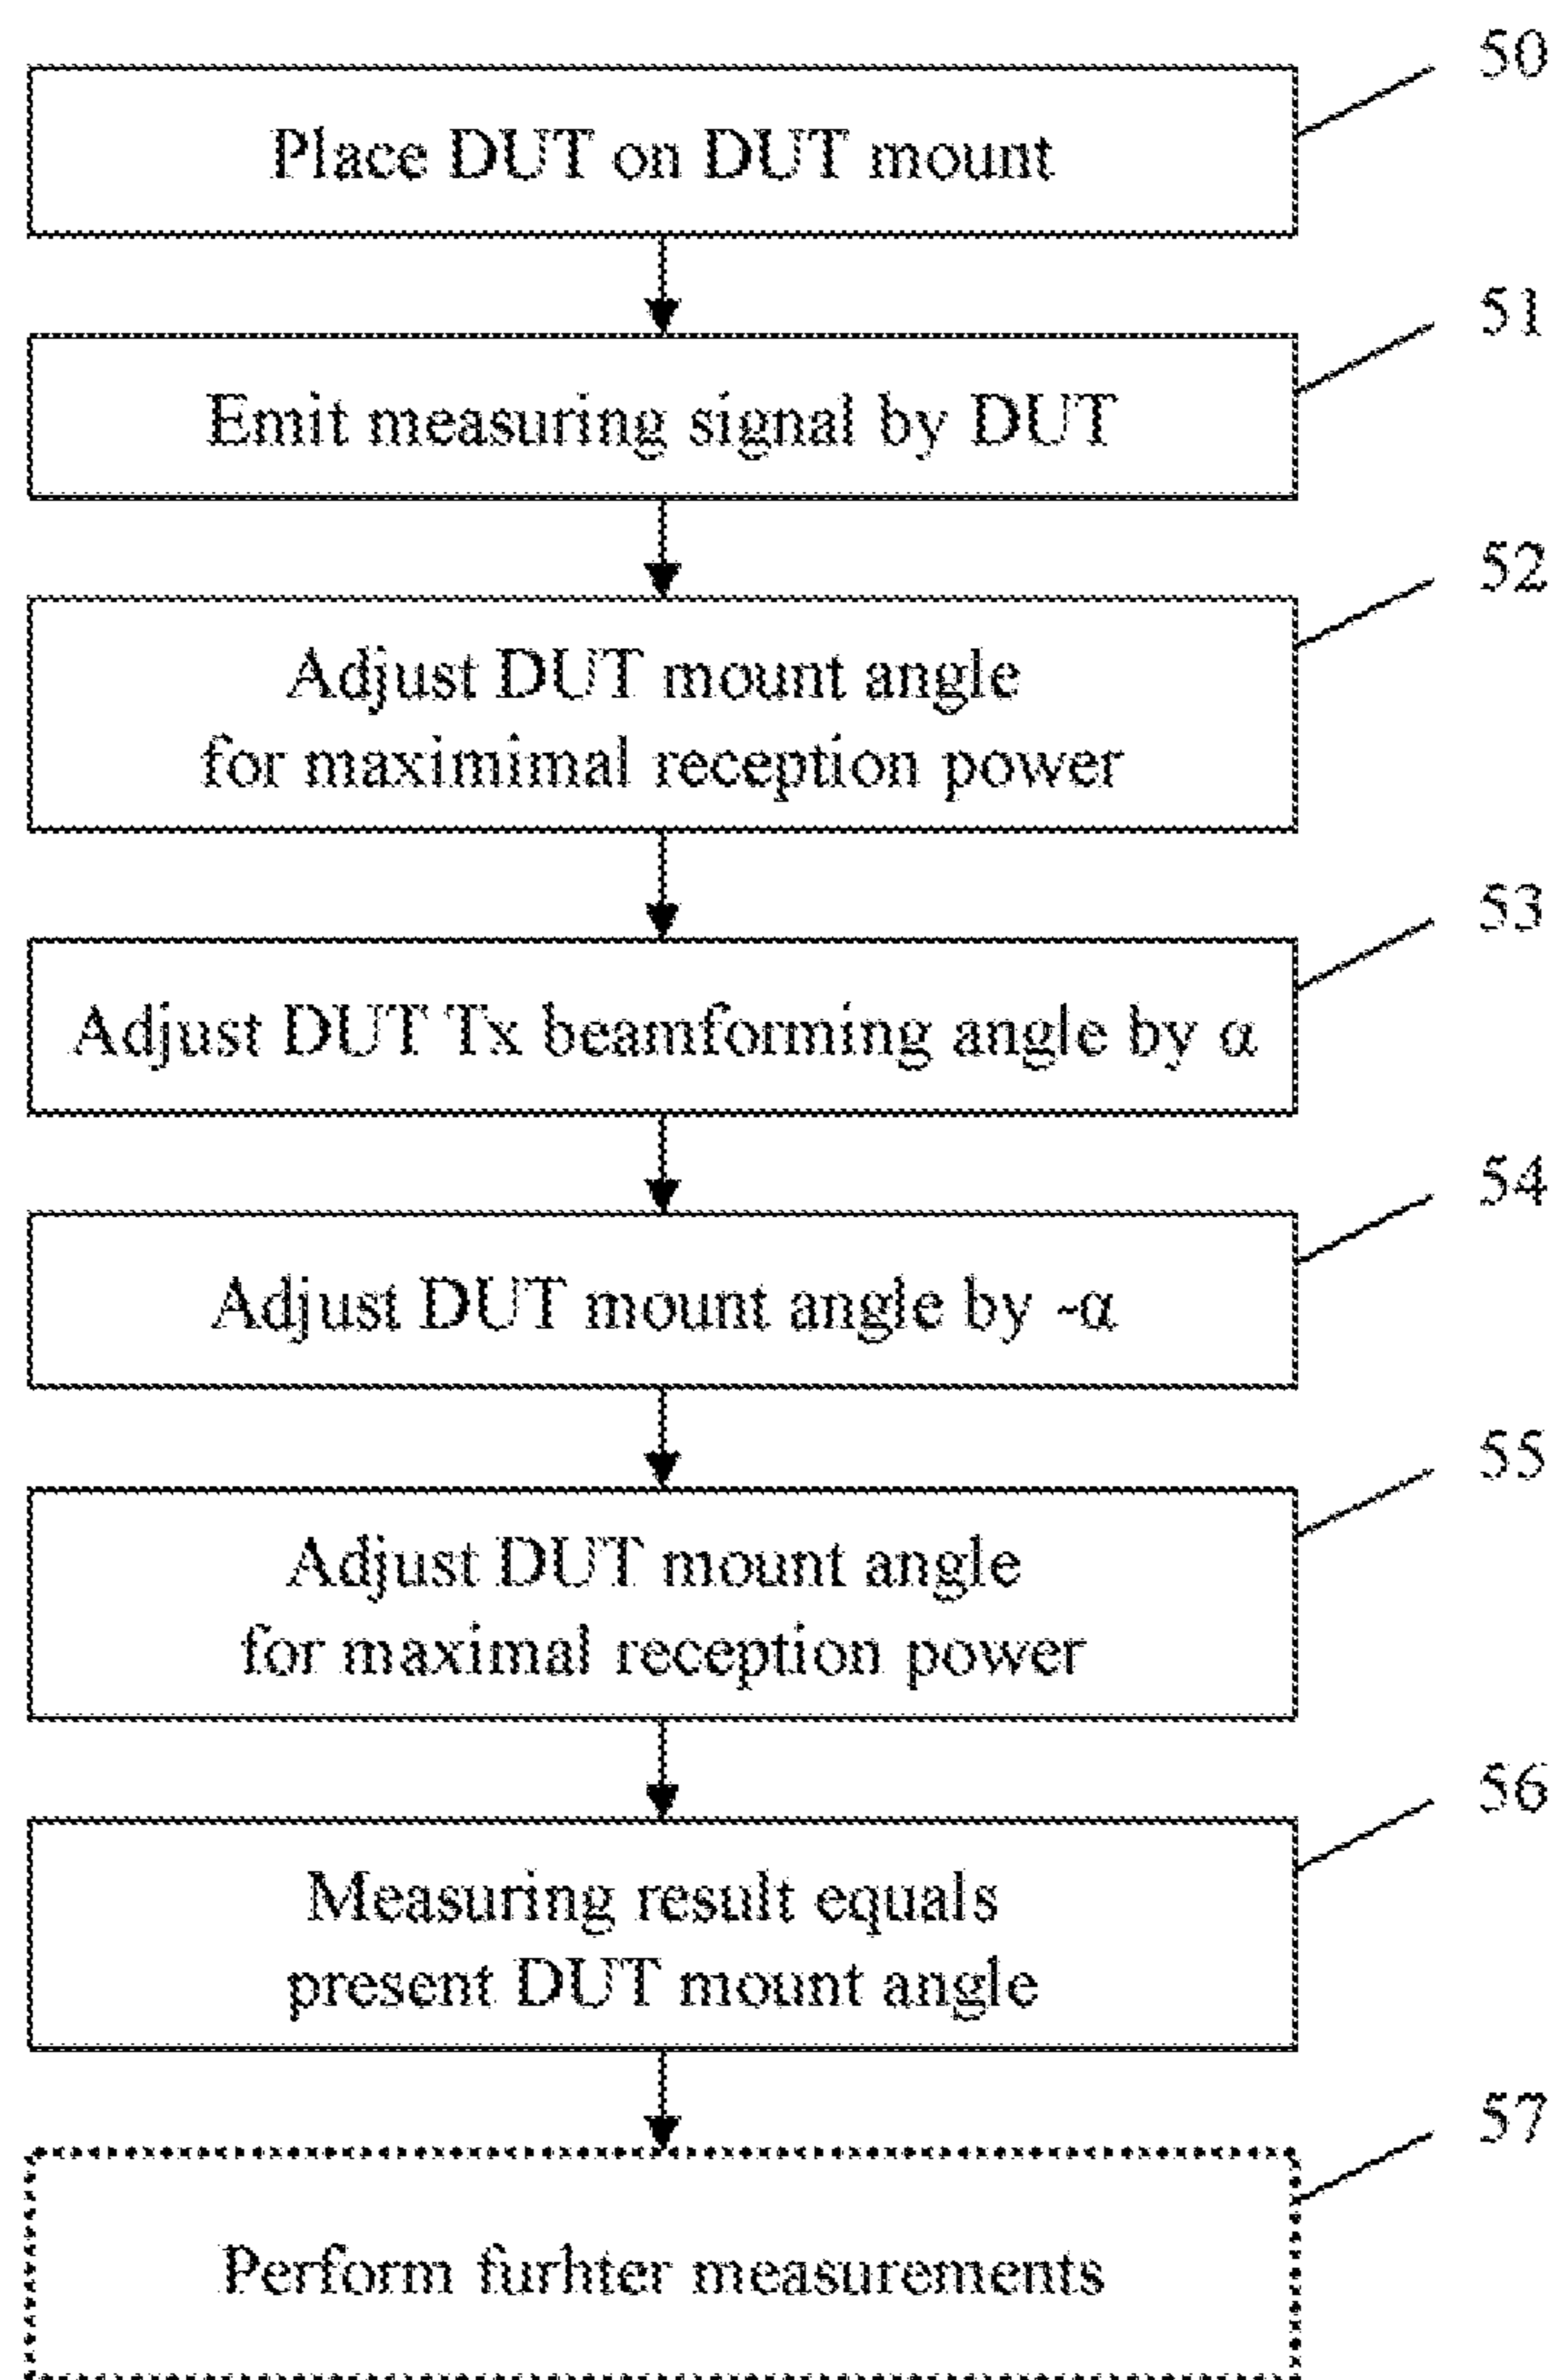 50
Place DUT on DUT mount
51
Emit measuring signal by DUT
52
Adjust DUT mount angle
for maximimal reception power
53
Adjust DUT Tx beamforming angle by α
54
Adjust DUT mount angle by -α
55
Adjust DUT mount angle
for maximal reception power
56
Measuring result equals
present DUT mount angle
57
Perform furhter measurements